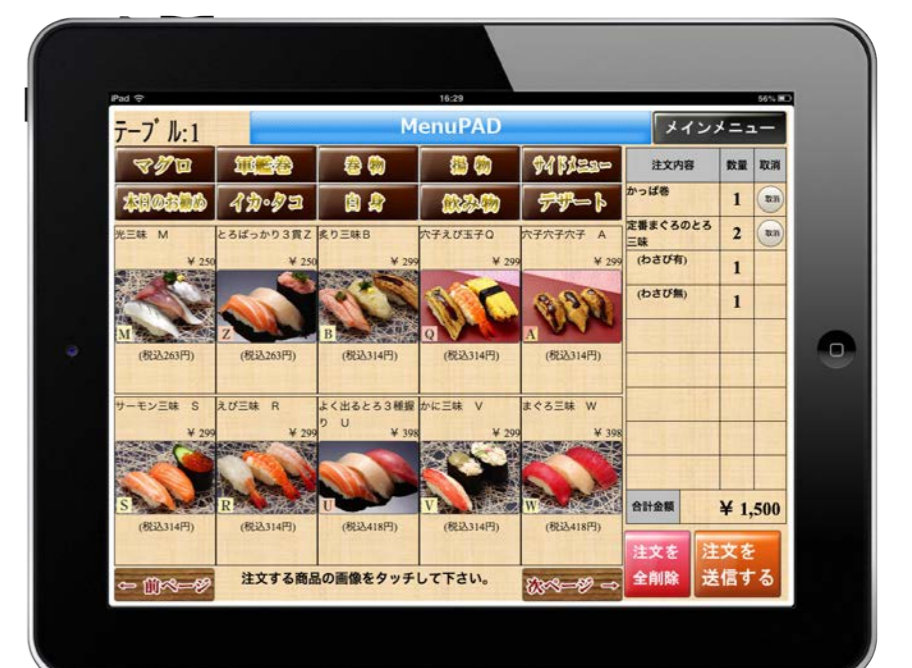 iPad 16:29 56%
テーブル:1 MenuPAD メインメニュー
マグロ 軍艦巻 巻物 揚物 サイドメニュー
本日のお勧め イカ・タコ 白身 飲み物 デザート
注文内容 数量 取消
かっぱ巻 1 取消
定番まぐろのとろ 2 取消
三味
(わさび有) 1
(わさび無) 1
合計金額 ¥ 1,500
注文を
全削除
注文を
送信する
光三味 M とろばっかり3貫Z 炙り三味B 穴子えび玉子Q 穴子穴子穴子 A
¥ 250 ¥ 250 ¥ 299 ¥ 299 ¥ 299
M Z B Q A
(税込263円) (税込263円) (税込314円) (税込314円) (税込314円)
サーモン三味 S えび三味 R よく出るとろ3種握 かに三味 V まぐろ三味 W
り U
¥ 299 ¥ 299 ¥ 398 ¥ 299 ¥ 398
S R U V W
(税込314円) (税込314円) (税込418円) (税込314円) (税込418円)
← 前ページ 注文する商品の画像をタッチして下さい。 次ページ →